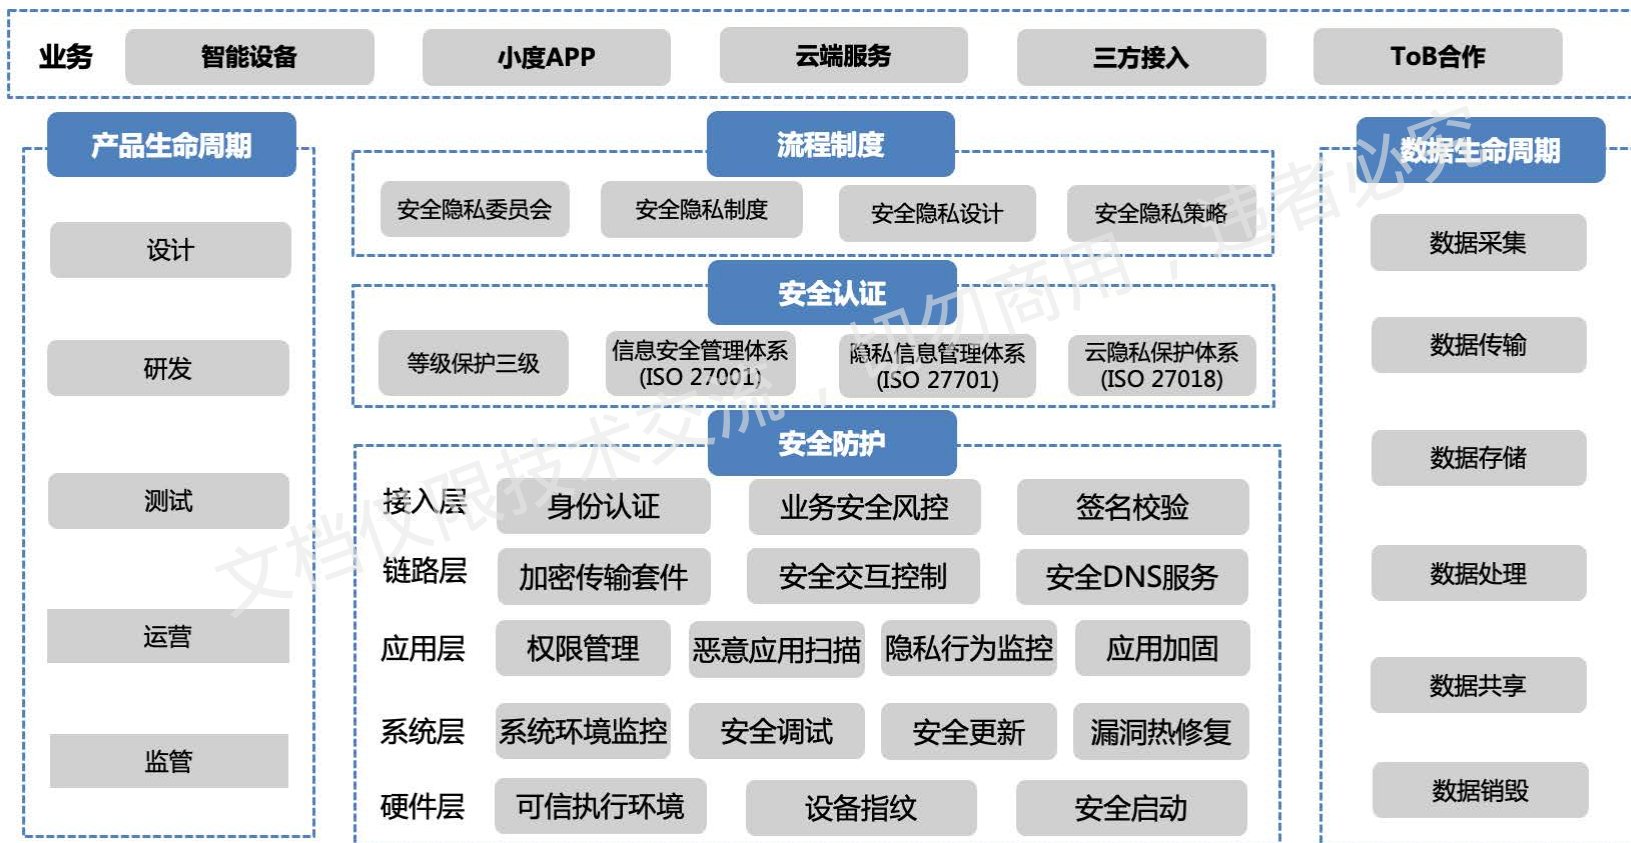 业务
智能设备
小度APP
云端服务
三方接入
ToB合作
产品生命周期
设计
研发
测试
运营
监管
流程制度
安全隐私委员会
安全隐私制度
安全隐私设计
安全隐私策略
安全认证
等级保护三级
信息安全管理体系
(ISO 27001)
隐私信息管理体系
(ISO 27701)
云隐私保护体系
(ISO 27018)
安全防护
接入层
身份认证
业务安全风控
签名校验
链路层
加密传输套件
安全交互控制
安全DNS服务
应用层
权限管理
恶意应用扫描
隐私行为监控
应用加固
系统层
系统环境监控
安全调试
安全更新
漏洞热修复
硬件层
可信执行环境
设备指纹
安全启动
数据生命周期
数据采集
数据传输
数据存储
数据处理
数据共享
数据销毁
文档仅限技术交流，切勿商用，违者必究